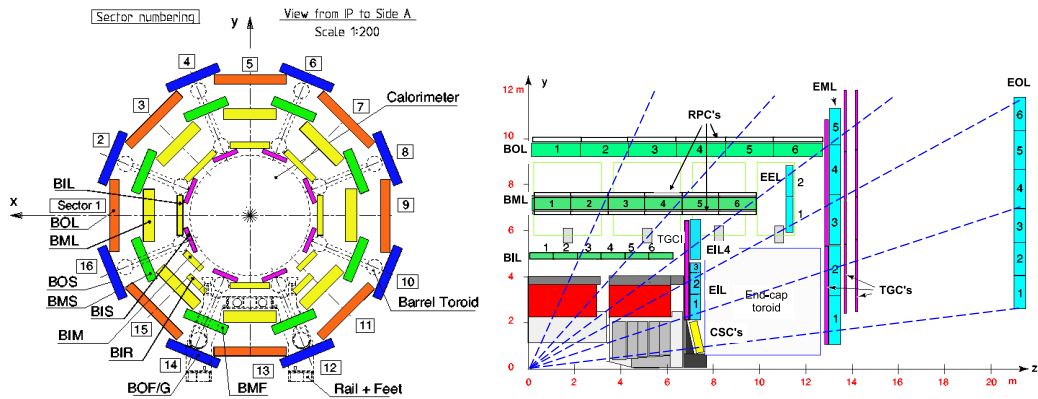 Sector numbering
View from IP to Side A
Scale 1:200
y
4
5
6
3
7
Calorimeter
2
8
BIL
x
Sector 1
9
BOL
BML
16
10
BOS
BMS
BIS
Barrel Toroid
BIM
15
11
BIR
14
13
12
BOF/G
BMF
Rail + Feet
y
12 m
EML
EOL
RPC's
10
BOL
1 2 3 4 5 6
8
EEL
2
1
BML
1 2 3 4 5 6
6
TGCI
EIL4
BIL
1 2 3 4 5 6
4
EIL
3
2
1
End-cap
toroid
TGC's
2
CSC's
0
5
4
3
2
1
6
5
4
3
2
1
0 2 4 6 8 10 12 14 16 18 20 m
z